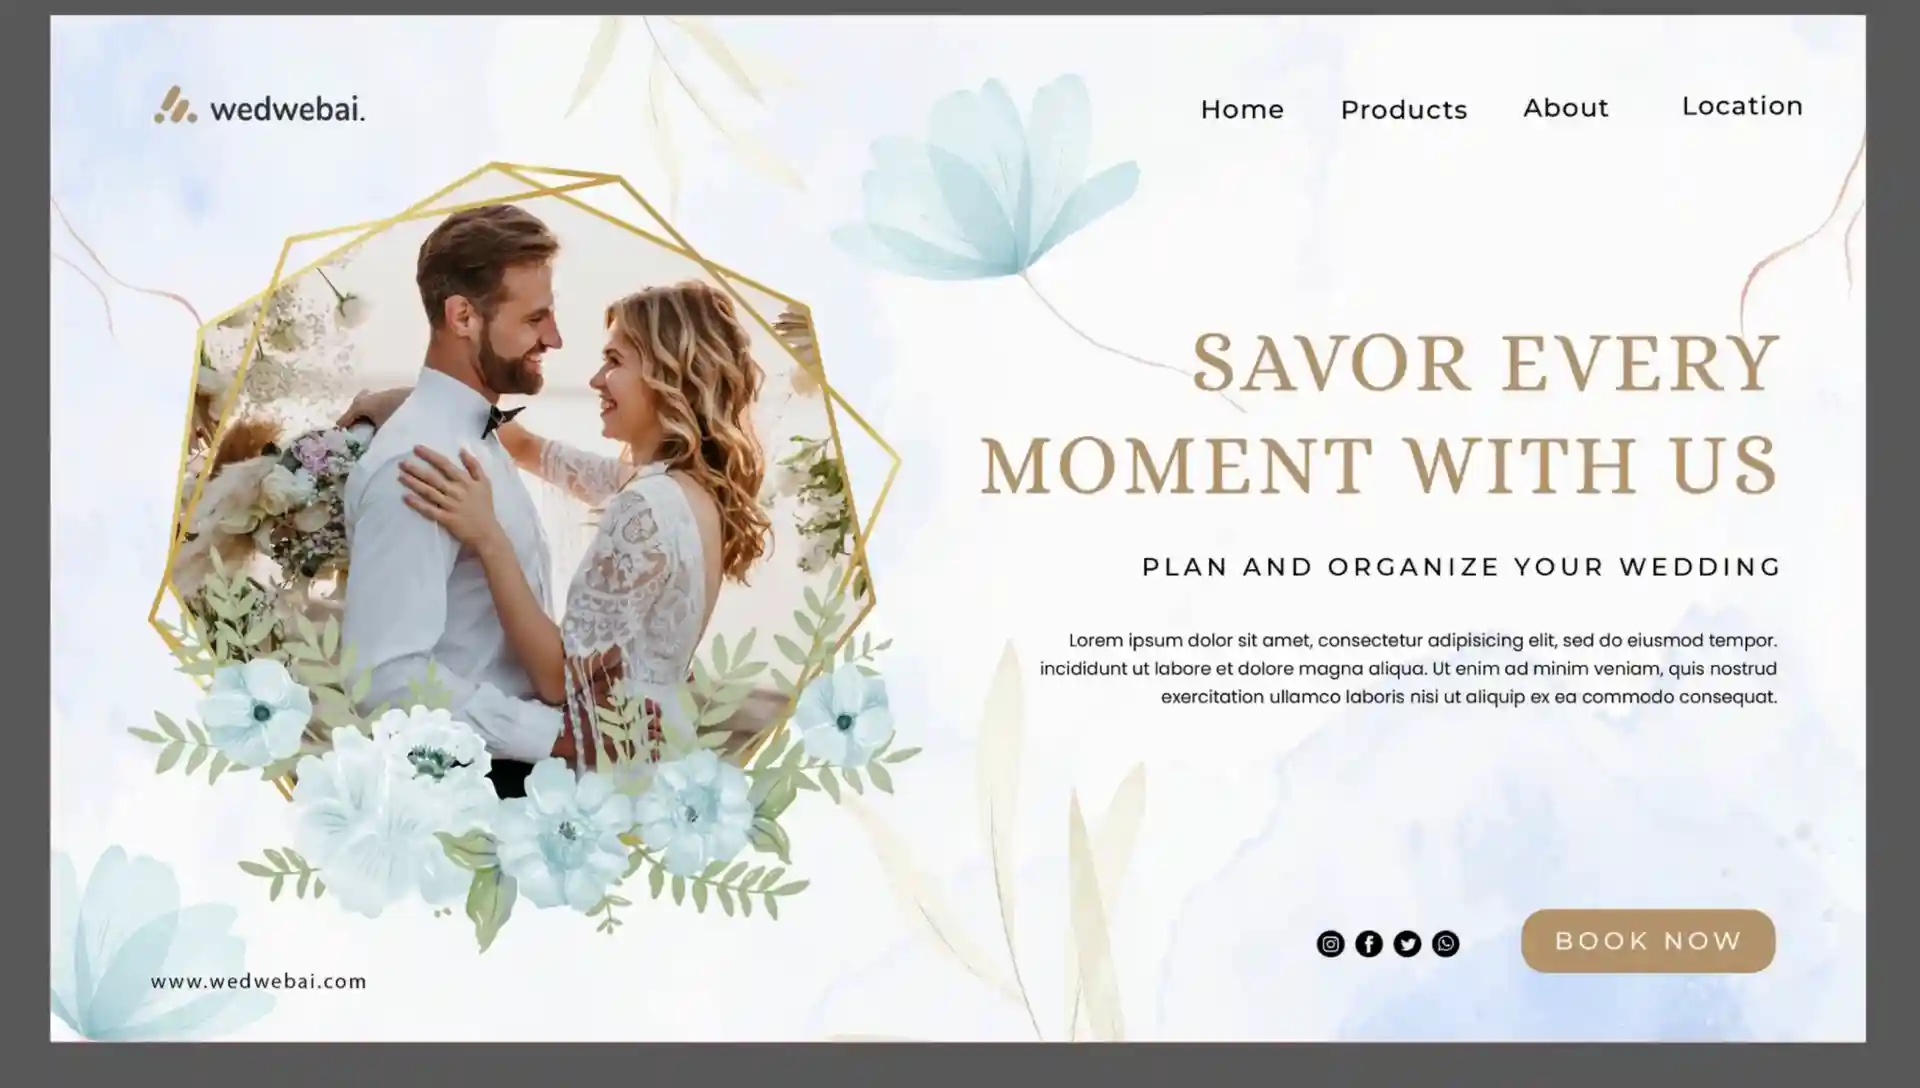 wedwebai.
Home Products About Location
SAVOR EVERY
MOMENT WITH US
PLAN AND ORGANIZE YOUR WEDDING
Lorem ipsum dolor sit amet, consectetur adipisicing elit, sed do eiusmod tempor.
incididunt ut labore et dolore magna aliqua. Ut enim ad minim veniam, quis nostrud
exercitation ullamco laboris nisi ut aliquip ex ea commodo consequat.
BOOK NOW
www.wedwebai.com